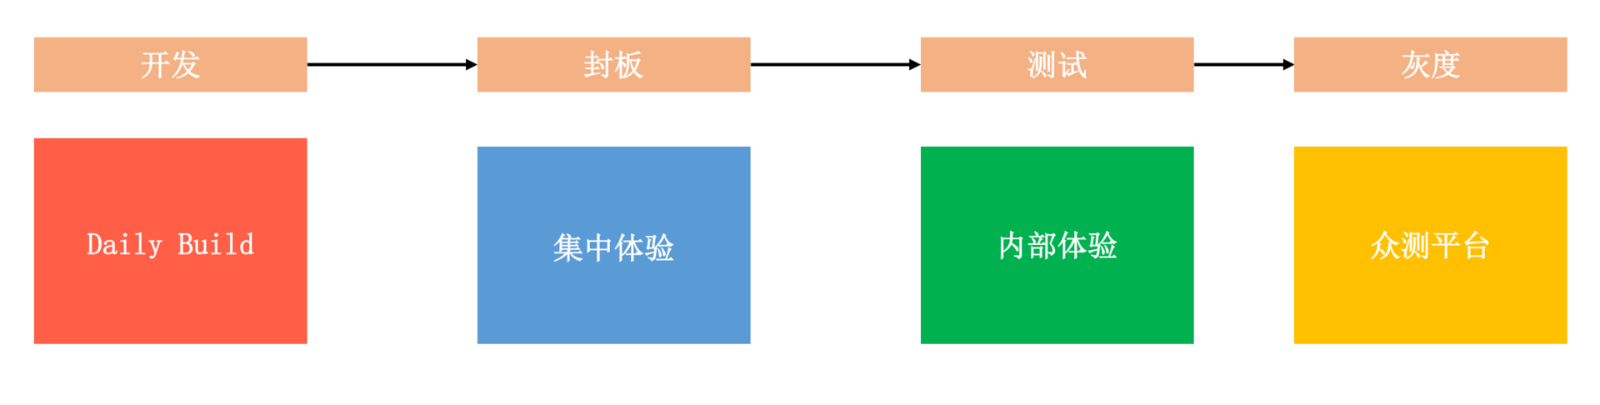 开发
封板
测试
灰度
Daily Build
集中体验
内部体验
众测平台